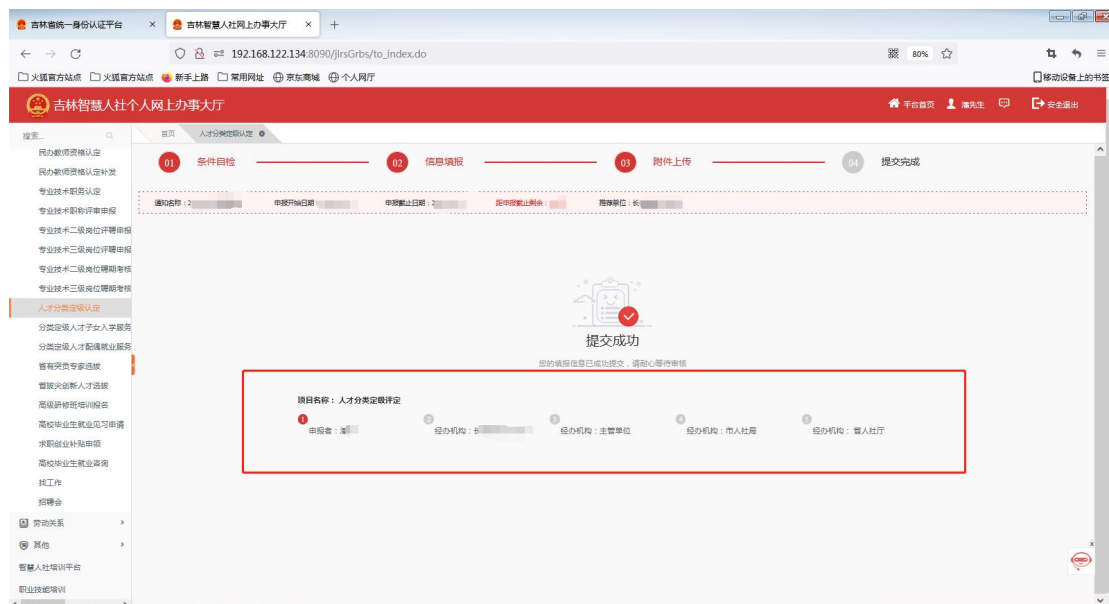 吉林省统一身份认证平台 × 吉林智慧人社网上办事大厅 × +
192.168.122.134:8090/jlrsGrbs/to_index.do 80%
火狐官方站点 火狐官方站点 新手上路 常用网址 京东商城 个人网厅 移动设备上的书签
吉林智慧人社个人网上办事大厅 平台首页 潘先生 安全退出
搜索... 首页 人才分类定级认定
民办教师资格认定
民办教师资格认定补发
专业技术职务认定
专业技术职称评审申报
专业技术二级岗位评聘申报
专业技术三级岗位评聘申报
专业技术二级岗位聘期考核
专业技术三级岗位聘期考核
人才分类定级认定
分类定级人才子女入学服务
分类定级人才配偶就业服务
省有突贡专家选拔
省拔尖创新人才选拔
高级研修班培训报名
高校毕业生就业见习申请
求职创业补贴申领
高校毕业生就业咨询
找工作
招聘会
劳动关系 >
其他 >
智慧人社培训平台
职业技能培训
01 条件自检 02 信息填报 03 附件上传 04 提交完成
通知名称：2 申报开始日期 申报截止日期：2 距申报截止剩余： 推荐单位：长
提交成功
您的填报信息已成功提交，请耐心等待审核
项目名称：人才分类定级评定
1 申报者：潘 2 经办机构：长 3 经办机构：主管单位 4 经办机构：市人社局 5 经办机构：省人社厅
x